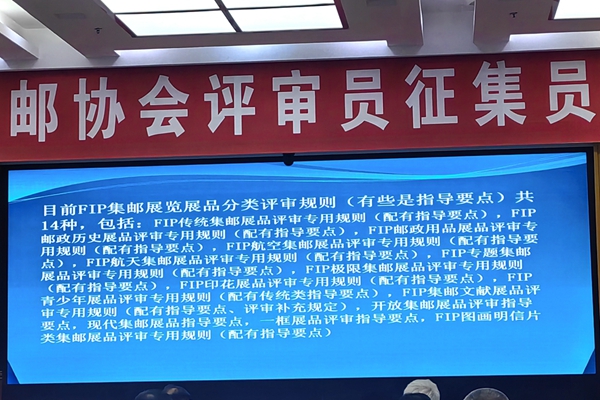 邮协会评审员征集员
目前FIP集邮展览展品分类评审规则（有些是指导要点）共
14种，包括：FIP传统集邮展品评审专用规则（配有指导要点），FIP
邮政历史展品评审专用规则（配有指导要点），FIP邮政用品展品评审专
用规则（配有指导要点），FIP航空集邮展品评审专用规则（配有指导要
点），FIP航天集邮展品评审专用规则（配有指导要点），FIP专题集邮
展品评审专用规则（配有指导要点），FIP极限集邮展品评审专用规则
（配有指导要点），FIP印花展品评审专用规则（配有指导要点），FIP
青少年展品评审专用规则（配有传统类指导要点），FIP集邮文献展品评
审专用规则（配有指导要点、评审补充规定），开放集邮展品评审指导
要点，现代集邮展品指导要点，一框展品评审指导要点，FIP图画明信片
类集邮展品评审专用规则（配有指导要点）